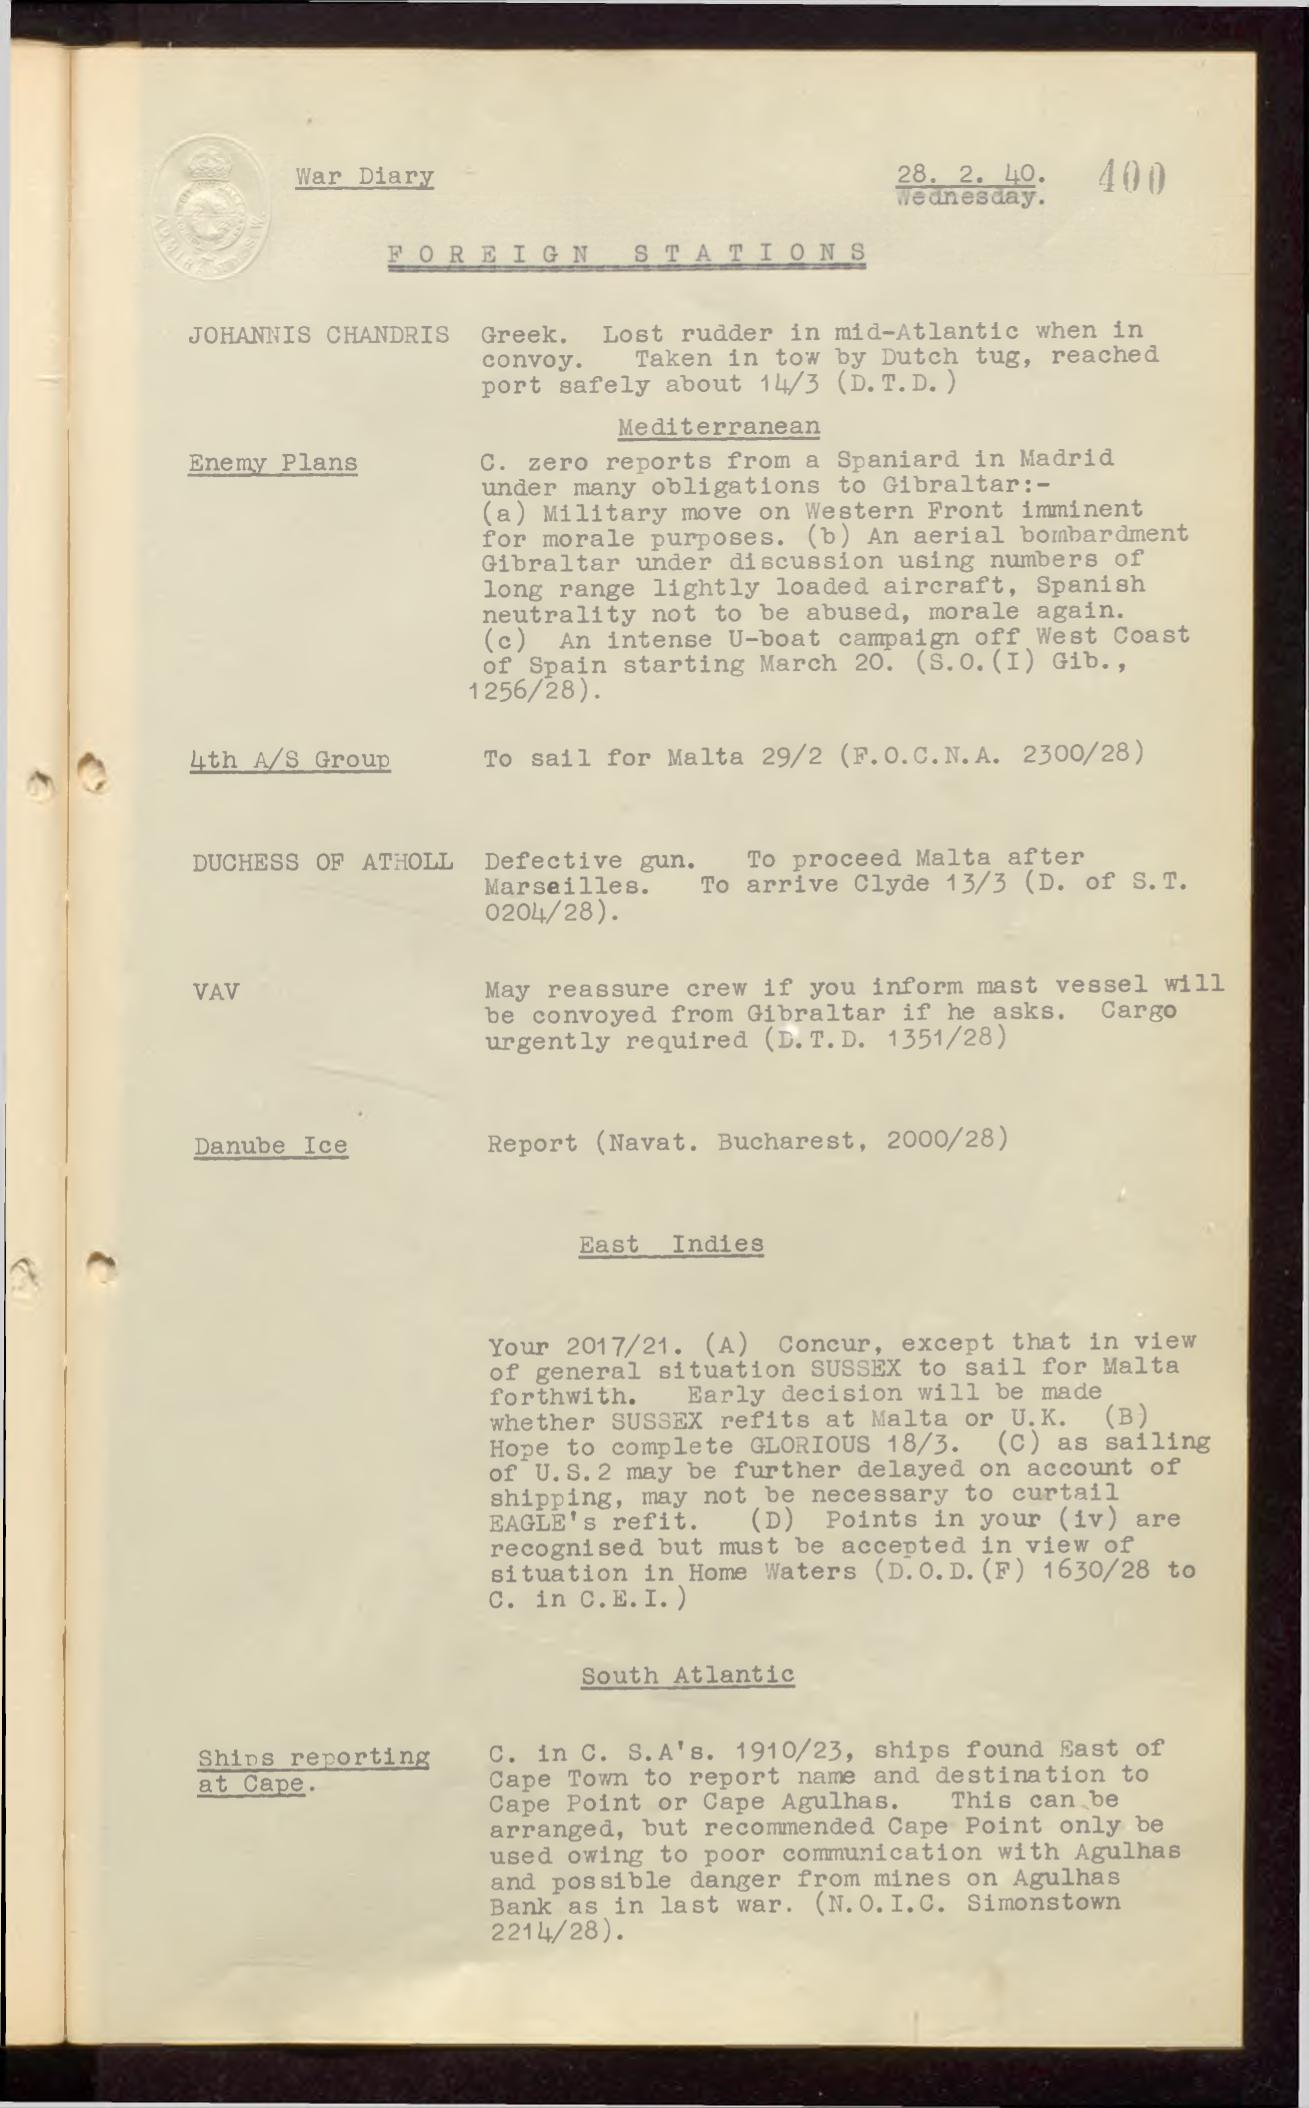 War Diary
28. 2. 40. 400
Wednesday.
FOREIGN STATIONS
JOHANNIS CHANDRIS Greek. Lost rudder in mid-Atlantic when in
convoy. Taken in tow by Dutch tug, reached
port safely about 14/3 (D.T.D.)
Mediterranean
Enemy Plans C. zero reports from a Spaniard in Madrid
under many obligations to Gibraltar:-
(a) Military move on Western Front imminent
for morale purposes. (b) An aerial bombardment
Gibraltar under discussion using numbers of
long range lightly loaded aircraft, Spanish
neutrality not to be abused, morale again.
(c) An intense U-boat campaign off West Coast
of Spain starting March 20. (S.O.(I) Gib.,
1256/28).
4th A/S Group To sail for Malta 29/2 (F.O.C.N.A. 2300/28)
DUCHESS OF ATHOLL Defective gun. To proceed Malta after
Marseilles. To arrive Clyde 13/3 (D. of S.T.
0204/28).
VAV May reassure crew if you inform mast vessel will
be convoyed from Gibraltar if he asks. Cargo
urgently required (D.T.D. 1351/28)
Danube Ice Report (Navat. Bucharest, 2000/28)
East Indies
Your 2017/21. (A) Concur, except that in view
of general situation SUSSEX to sail for Malta
forthwith. Early decision will be made
whether SUSSEX refits at Malta or U.K. (B)
Hope to complete GLORIOUS 18/3. (C) as sailing
of U.S.2 may be further delayed on account of
shipping, may not be necessary to curtail
EAGLE's refit. (D) Points in your (iv) are
recognised but must be accepted in view of
situation in Home Waters (D.O.D.(F) 1630/28 to
C. in C.E.I.)
South Atlantic
Ships reporting C. in C. S.A's. 1910/23, ships found East of
at Cape. Cape Town to report name and destination to
Cape Point or Cape Agulhas. This can be
arranged, but recommended Cape Point only be
used owing to poor communication with Agulhas
and possible danger from mines on Agulhas
Bank as in last war. (N.O.I.C. Simonstown
2214/28).